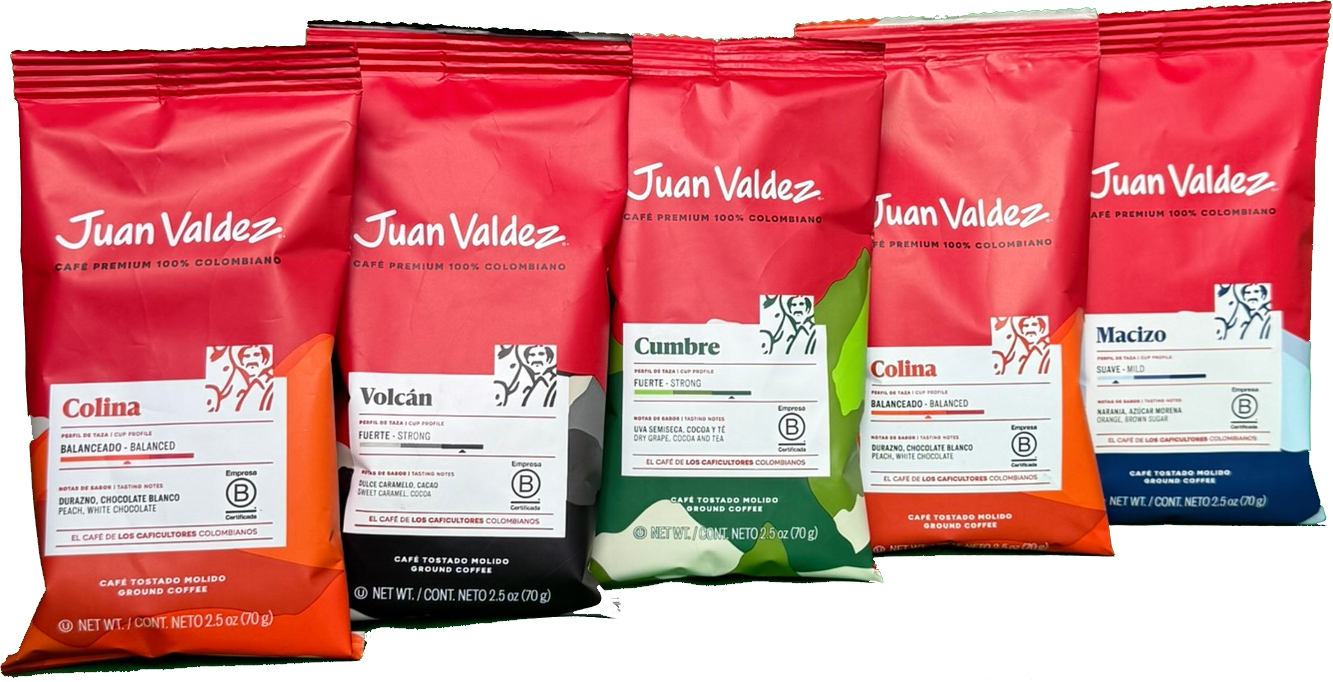 Juan Valdez
CAFÉ PREMIUM 100% COLOMBIANO
Colina
PERFIL DE TAZA | CUP PROFILE
BALANCEADO - BALANCED
NOTAS DE SABOR | TASTING NOTES
DURAZNO, CHOCOLATE BLANCO
PEACH, WHITE CHOCOLATE
Empresa
B
Certificada
EL CAFÉ DE LOS CAFICULTORES COLOMBIANOS
CAFÉ TOSTADO MOLIDO
GROUND COFFEE
U NET WT. / CONT. NETO 2.5 oz (70 g)
Juan Valdez
CAFÉ PREMIUM 100% COLOMBIANO
Volcán
PERFIL DE TAZA | CUP PROFILE
FUERTE - STRONG
NOTAS DE SABOR | TASTING NOTES
DULCE CARAMELO, CACAO
SWEET CARAMEL, COCOA
Empresa
B
Certificada
EL CAFÉ DE LOS CAFICULTORES COLOMBIANOS
CAFÉ TOSTADO MOLIDO
GROUND COFFEE
U NET WT. / CONT. NETO 2.5 oz (70 g)
Juan Valdez
CAFÉ PREMIUM 100% COLOMBIANO
Cumbre
PERFIL DE TAZA | CUP PROFILE
FUERTE - STRONG
NOTAS DE SABOR | TASTING NOTES
UVA SEMISECA, COCOA Y TÉ
DRY GRAPE, COCOA AND TEA
Empresa
B
Certificada
EL CAFÉ DE LOS CAFICULTORES COLOMBIANOS
CAFÉ TOSTADO MOLIDO
GROUND COFFEE
U NET WT. / CONT. NETO 2.5 oz (70 g)
Juan Valdez
CAFÉ PREMIUM 100% COLOMBIANO
Colina
PERFIL DE TAZA | CUP PROFILE
BALANCEADO - BALANCED
NOTAS DE SABOR | TASTING NOTES
DURAZNO, CHOCOLATE BLANCO
PEACH, WHITE CHOCOLATE
Empresa
B
Certificada
EL CAFÉ DE LOS CAFICULTORES COLOMBIANOS
CAFÉ TOSTADO MOLIDO
GROUND COFFEE
U NET WT. / CONT. NETO 2.5 oz (70 g)
Juan Valdez
CAFÉ PREMIUM 100% COLOMBIANO
Macizo
PERFIL DE TAZA | CUP PROFILE
SUAVE - MILD
NOTAS DE SABOR | TASTING NOTES
NARANJA, AZÚCAR MORENA
ORANGE, BROWN SUGAR
Empresa
B
Certificada
EL CAFÉ DE LOS CAFICULTORES COLOMBIANOS
CAFÉ TOSTADO MOLIDO
GROUND COFFEE
NET WT. / CONT. NETO 2.5 oz (70 g)